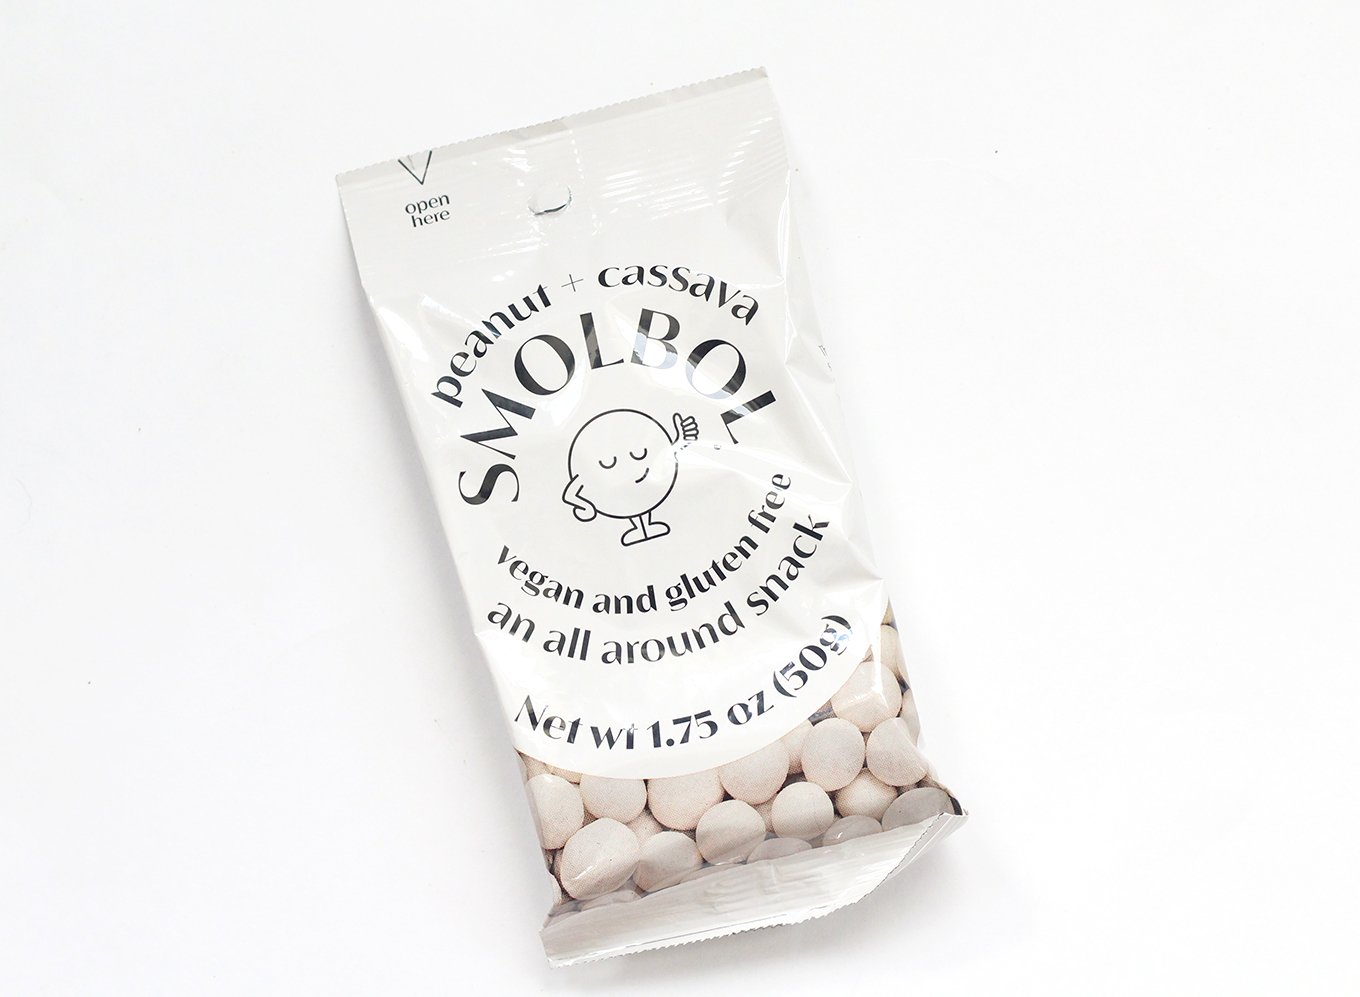 open
here
peanut + cassava
SMOLBOL
vegan and gluten free
an all around snack
Net wt 1.75 oz (50g)